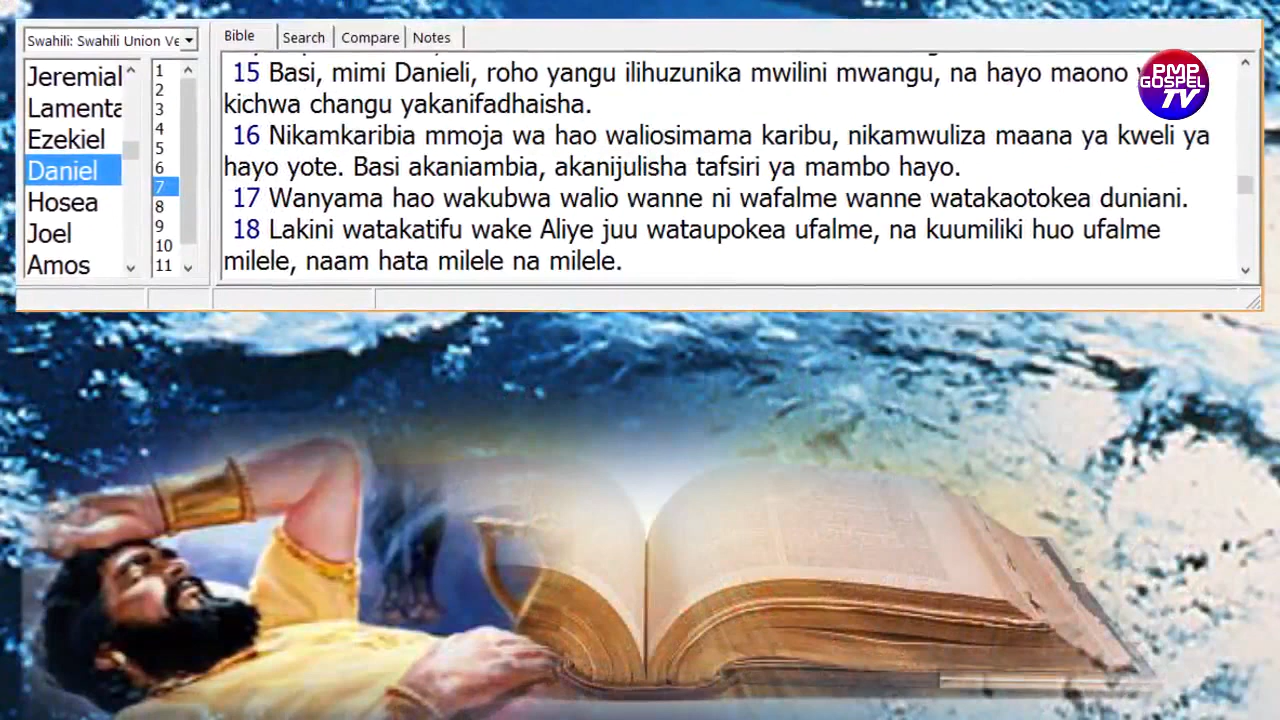 Swahili: Swahili Union Ve
Bible
Search
Compare
Notes
Jeremial
Lamenta
Ezekiel
Daniel
Hosea
Joel
Amos
1
2
3
4
5
6
7
8
9
10
11
15 Basi, mimi Danieli, roho yangu ilihuzunika mwilini mwangu, na hayo maono
kichwa changu yakanifadhaisha.
16 Nikamkaribia mmoja wa hao waliosimama karibu, nikamwuliza maana ya kweli ya
hayo yote. Basi akaniambia, akanijulisha tafsiri ya mambo hayo.
17 Wanyama hao wakubwa walio wanne ni wafalme wanne watakaotokea duniani.
18 Lakini watakatifu wake Aliye juu wataupokea ufalme, na kuumiliki huo ufalme
milele, naam hata milele na milele.
PMP
GOSPEL
TV